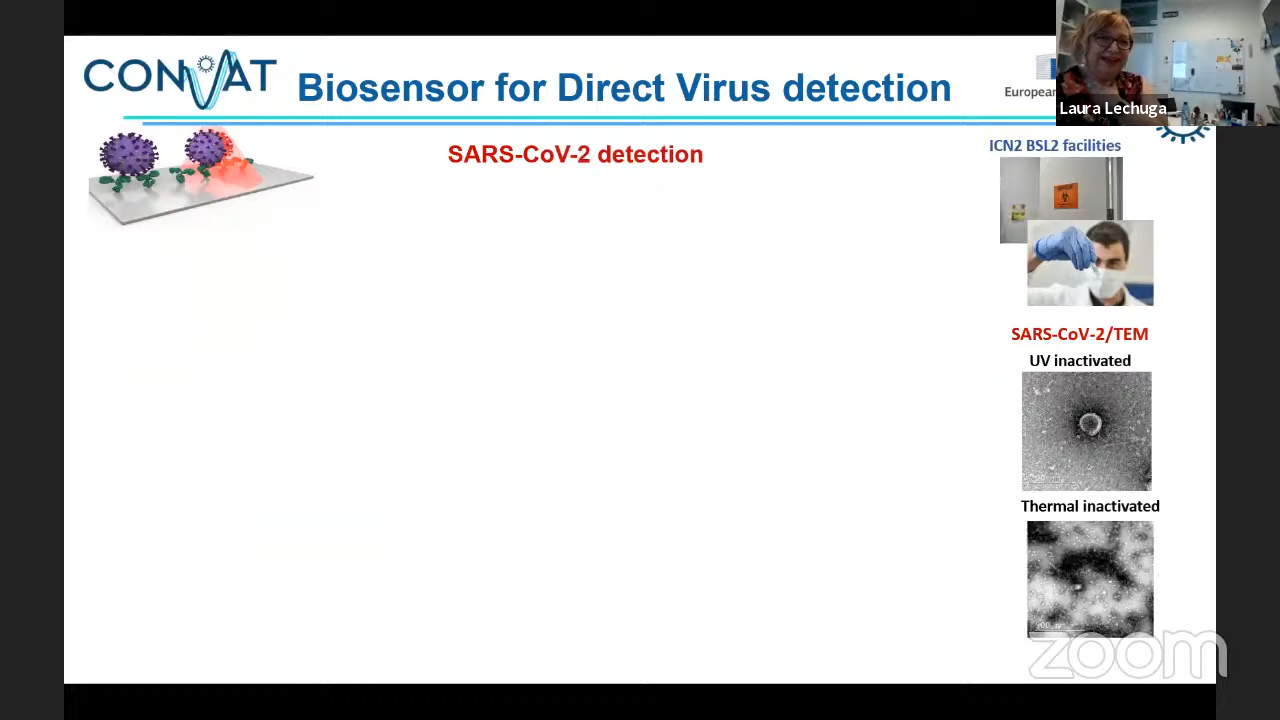 CONVAT
Biosensor for Direct Virus detection
European
Laura Lechuga
SARS-CoV-2 detection
ICN2 BSL2 facilities
SARS-CoV-2/TEM
UV inactivated
Thermal inactivated
zoom